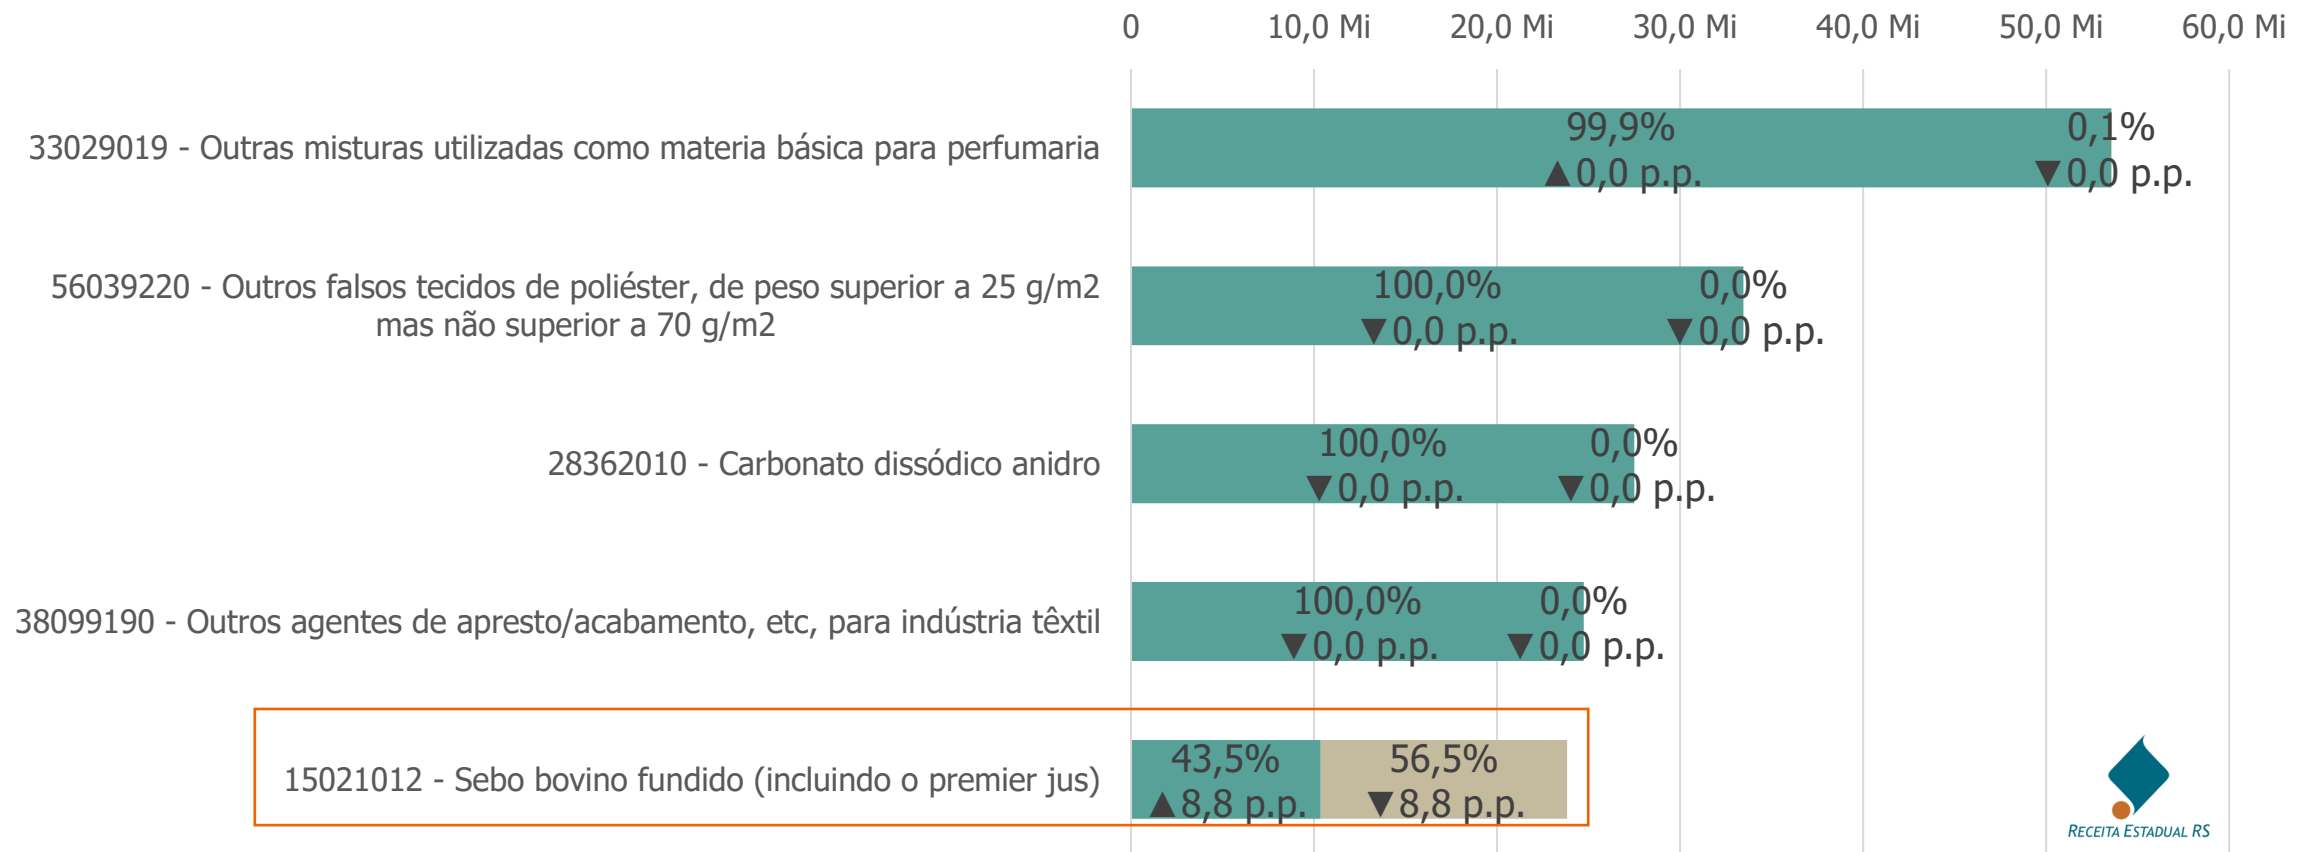 0 10,0 Mi 20,0 Mi 30,0 Mi 40,0 Mi 50,0 Mi 60,0 Mi
33029019 - Outras misturas utilizadas como materia básica para perfumaria
99,9% 0,1%
▲0,0 p.p. ▼0,0 p.p.
56039220 - Outros falsos tecidos de poliéster, de peso superior a 25 g/m2
mas não superior a 70 g/m2
100,0% 0,0%
▼0,0 p.p. ▼0,0 p.p.
28362010 - Carbonato dissódico anidro
100,0% 0,0%
▼0,0 p.p. ▼0,0 p.p.
38099190 - Outros agentes de apresto/acabamento, etc, para indústria têxtil
100,0% 0,0%
▼0,0 p.p. ▼0,0 p.p.
15021012 - Sebo bovino fundido (incluindo o premier jus)
43,5% 56,5%
▲8,8 p.p. ▼8,8 p.p.
RECEITA ESTADUAL RS